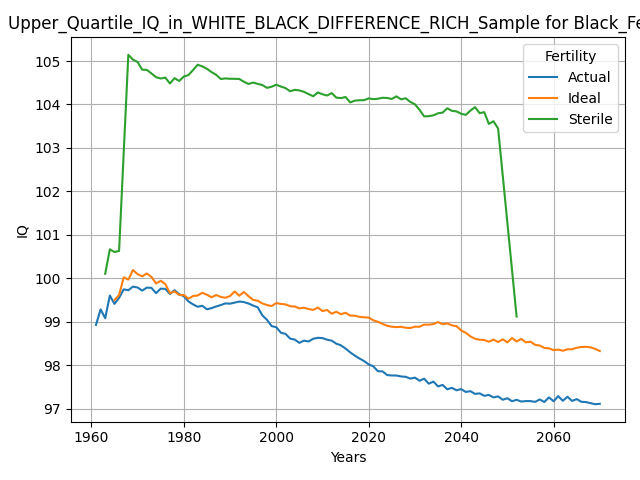 Upper_Quartile_IQ_in_WHITE_BLACK_DIFFERENCE_RICH_Sample for Black_Fe
Fertility
Actual
Ideal
Sterile
105
104
103
102
101
100
99
98
97
IQ
1960 1980 2000 2020 2040 2060
Years